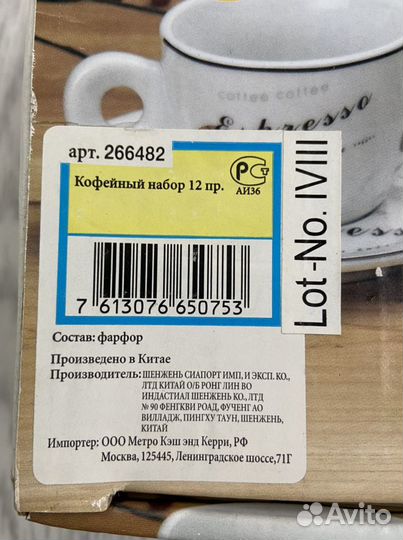 coffee coffee
Espresso
арт. 266482
Кофейный набор 12 пр.
РСТ
АИ36
Lot-No. IVIII
7 613076 650753
Состав: фарфор
Произведено в Китае
Производитель: ШЕНЖЕНЬ СИАПОРТ ИМП, И ЭКСП. КО.,
ЛТД КИТАЙ О/Б РОНГ ЛИН ВО
ИНДАСТИАЛ ШЕНЖЕНЬ КО., ЛТД
№ 90 ФЕНГКВИ РОАД, ФУЧЕНГ АО
ВИЛЛАДЖ, ПИНГХУ ТАУН, ШЕНЖЕНЬ,
КИТАЙ
Импортер: ООО Метро Кэш энд Керри, РФ
Москва, 125445, Ленинградское шоссе,71Г
Avito